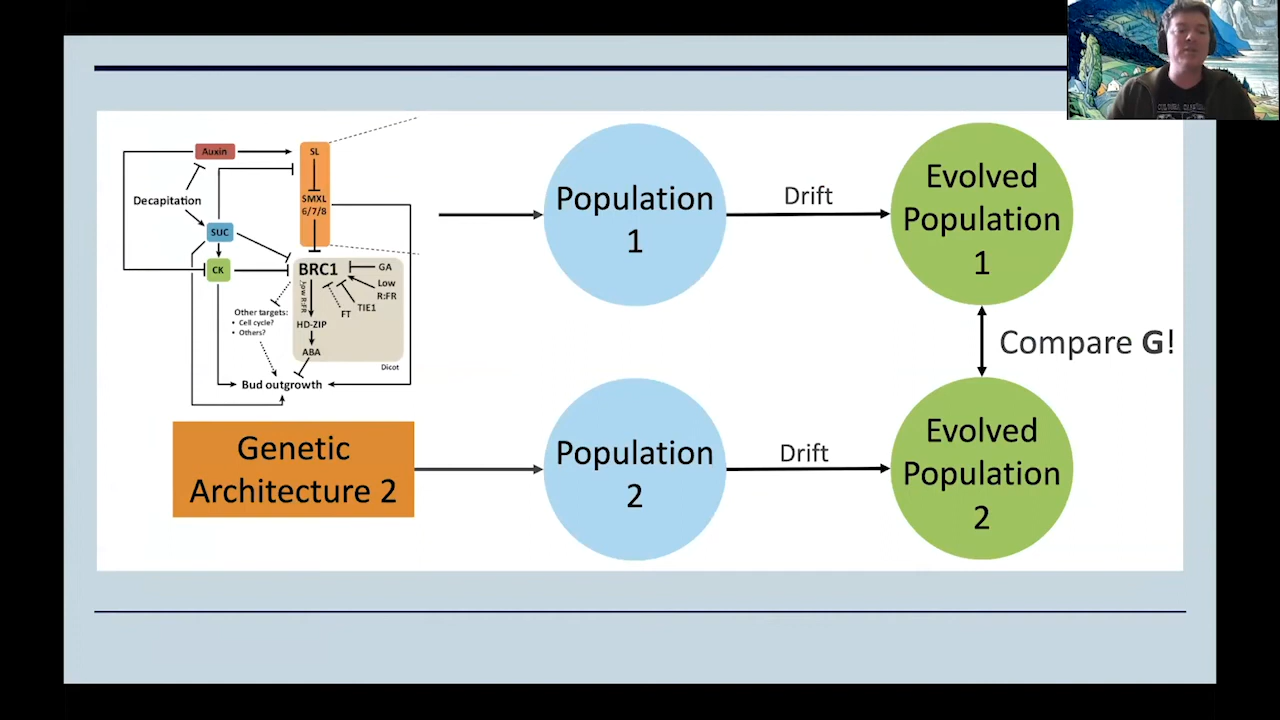 Auxin
SL
Decapitation
SMXL
6/7/8
SUC
CK
BRC1
GA
Low
R:FR
Low R:FR
TIE1
FT
Other targets:
• Cell cycle?
• Others?
HD-ZIP
ABA
Dicot
Bud outgrowth
Population
1
Drift
Evolved
Population
1
Compare G!
Genetic
Architecture 2
Population
2
Drift
Evolved
Population
2